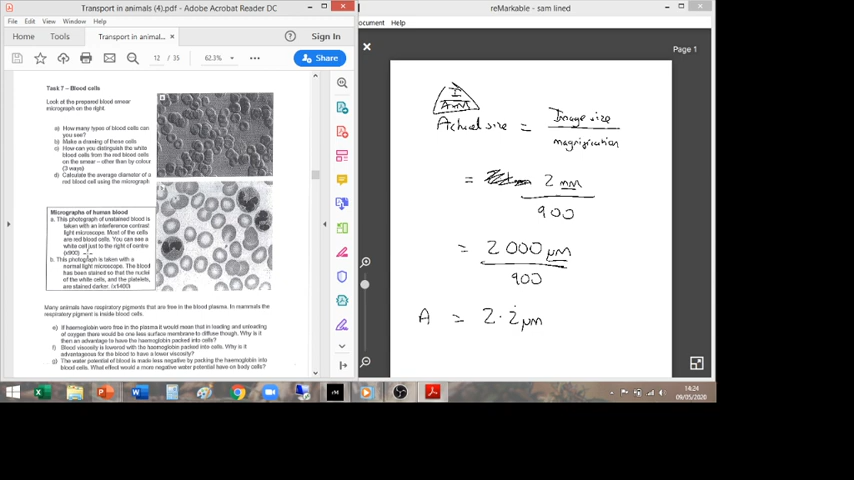 Transport in animals (4).pdf - Adobe Acrobat Reader DC
File Edit View Window Help
Home Tools Transport in animal... × Sign In
12 / 35 62.3% Share
Task 7 – Blood cells
Look at the prepared blood smear
micrograph on the right.
a) How many types of blood cells can
you see?
b) Make a drawing of these cells
c) How can you distinguish the white
blood cells from the red blood cells
on the smear – other than by colour
(3 ways)
d) Calculate the average diameter of a
red blood cell using the micrograph
Micrographs of human blood
a. This photograph of unstained blood is
taken with an interference contrast
light microscope. Most of the cells
are red blood cells. You can see a
white cell just to the right of centre
(x900)
b. This photograph is taken with a
normal light microscope. The blood
has been stained so that the nuclei
of the white cells, and the platelets,
are stained darker (x1400)
Many animals have respiratory pigments that are free in the blood plasma. In mammals the
respiratory pigment is inside blood cells.
e) If haemoglobin were free in the plasma it would mean that in loading and unloading
of oxygen there would be one less surface membrane to diffuse though. Why is it
then an advantage to have the haemoglobin packed into cells?
f) Blood viscosity is lowered with the haemoglobin packed into cells. Why is it
advantageous for the blood to have a lower viscosity?
g) The water potential of blood is made less negative by packing the haemoglobin into
blood cells. What effect would a more negative water potential have on body cells?
reMarkable - sam lined
ocument Help
Page 1
I
A×M
Actual size = Image size
magnification
= 2 mm
900
= 2000 μm
900
A = 2.2̇ μm
14:24
09/05/2020